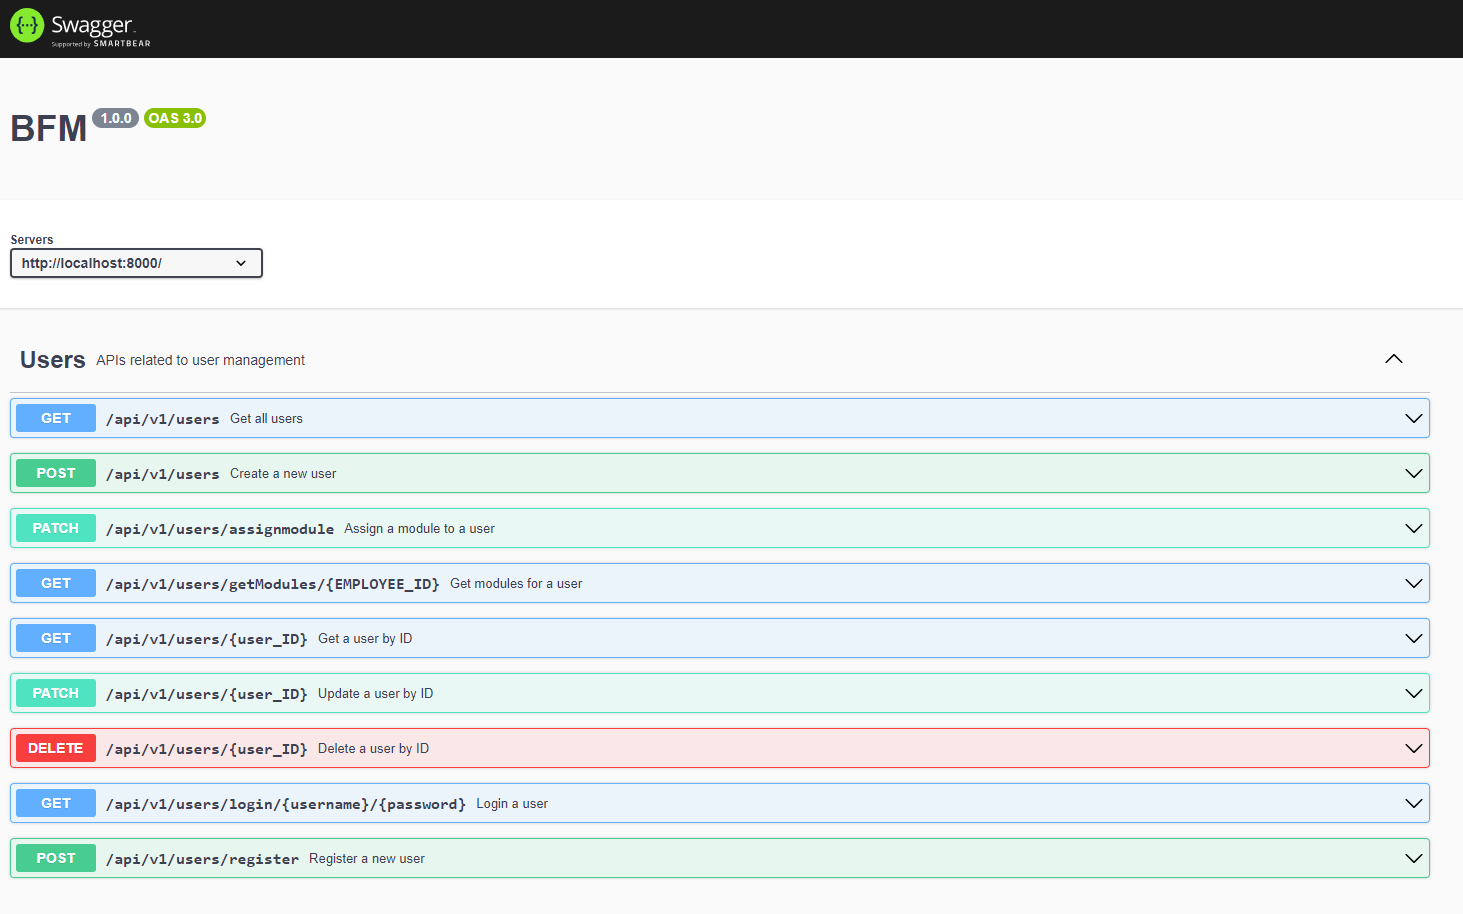 Swagger
Supported by SMARTBEAR
BFM 1.0.0 OAS 3.0
Servers
http://localhost:8000/
Users APIs related to user management
GET /api/v1/users Get all users
POST /api/v1/users Create a new user
PATCH /api/v1/users/assignmodule Assign a module to a user
GET /api/v1/users/getModules/{EMPLOYEE_ID} Get modules for a user
GET /api/v1/users/{user_ID} Get a user by ID
PATCH /api/v1/users/{user_ID} Update a user by ID
DELETE /api/v1/users/{user_ID} Delete a user by ID
GET /api/v1/users/login/{username}/{password} Login a user
POST /api/v1/users/register Register a new user